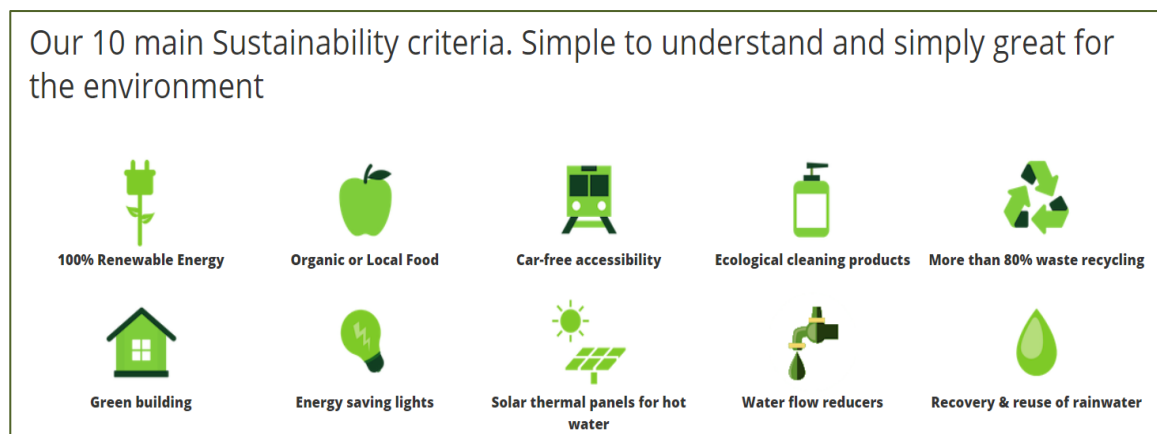 Our 10 main Sustainability criteria. Simple to understand and simply great for
the environment
100% Renewable Energy
Organic or Local Food
Car-free accessibility
Ecological cleaning products
More than 80% waste recycling
Green building
Energy saving lights
Solar thermal panels for hot
water
Water flow reducers
Recovery & reuse of rainwater